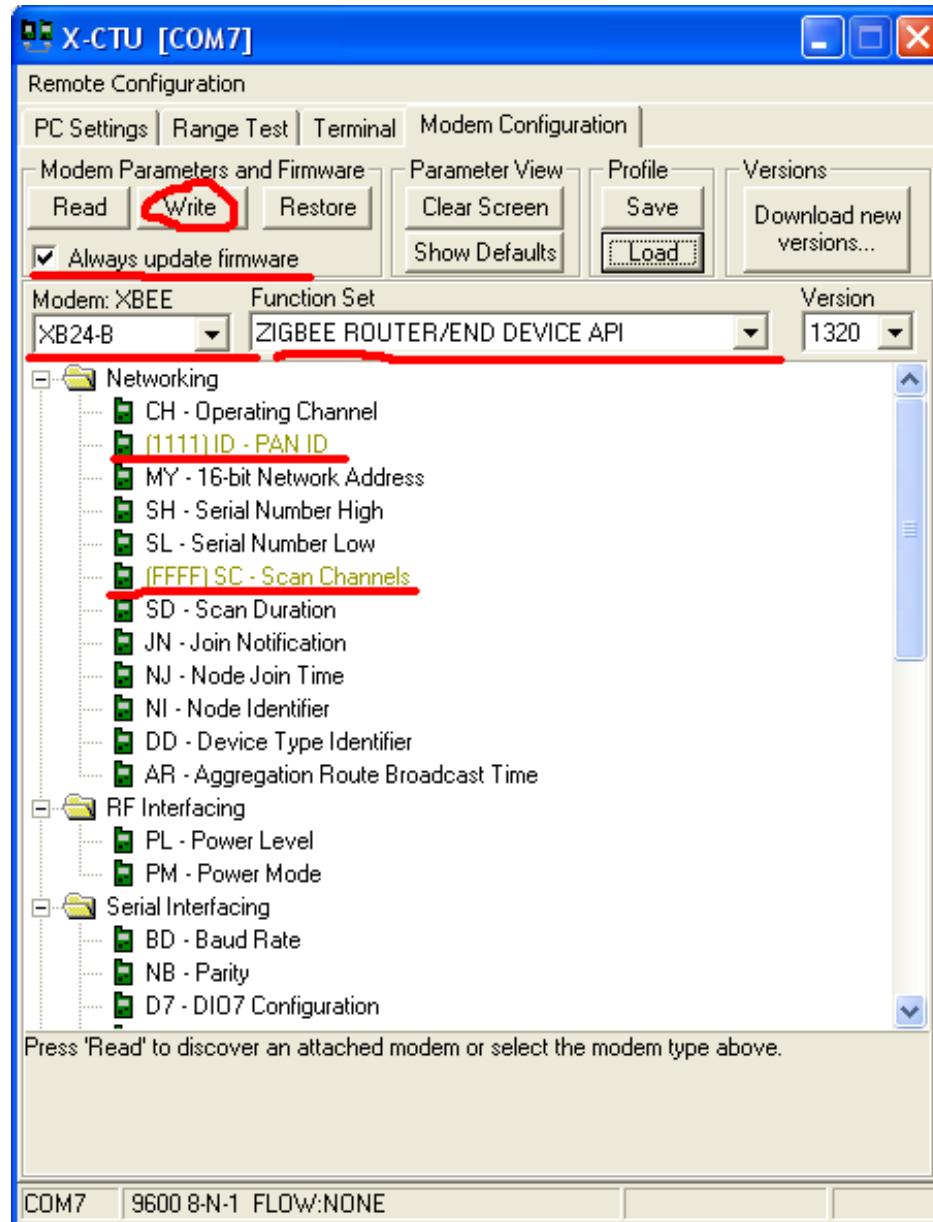 X-CTU [COM7]
Remote Configuration
PC Settings Range Test Terminal Modem Configuration
Modem Parameters and Firmware Parameter View Profile Versions
Read Write Restore Clear Screen Save Download new versions...
Always update firmware Show Defaults Load
Modem: XBEE Function Set Version
XB24-B ZIGBEE ROUTER/END DEVICE API 1320
Networking
CH - Operating Channel
(1111) ID - PAN ID
MY - 16-bit Network Address
SH - Serial Number High
SL - Serial Number Low
(FFFF) SC - Scan Channels
SD - Scan Duration
JN - Join Notification
NJ - Node Join Time
NI - Node Identifier
DD - Device Type Identifier
AR - Aggregation Route Broadcast Time
RF Interfacing
PL - Power Level
PM - Power Mode
Serial Interfacing
BD - Baud Rate
NB - Parity
D7 - DIO7 Configuration
Press 'Read' to discover an attached modem or select the modem type above.
COM7 9600 8-N-1 FLOW:NONE